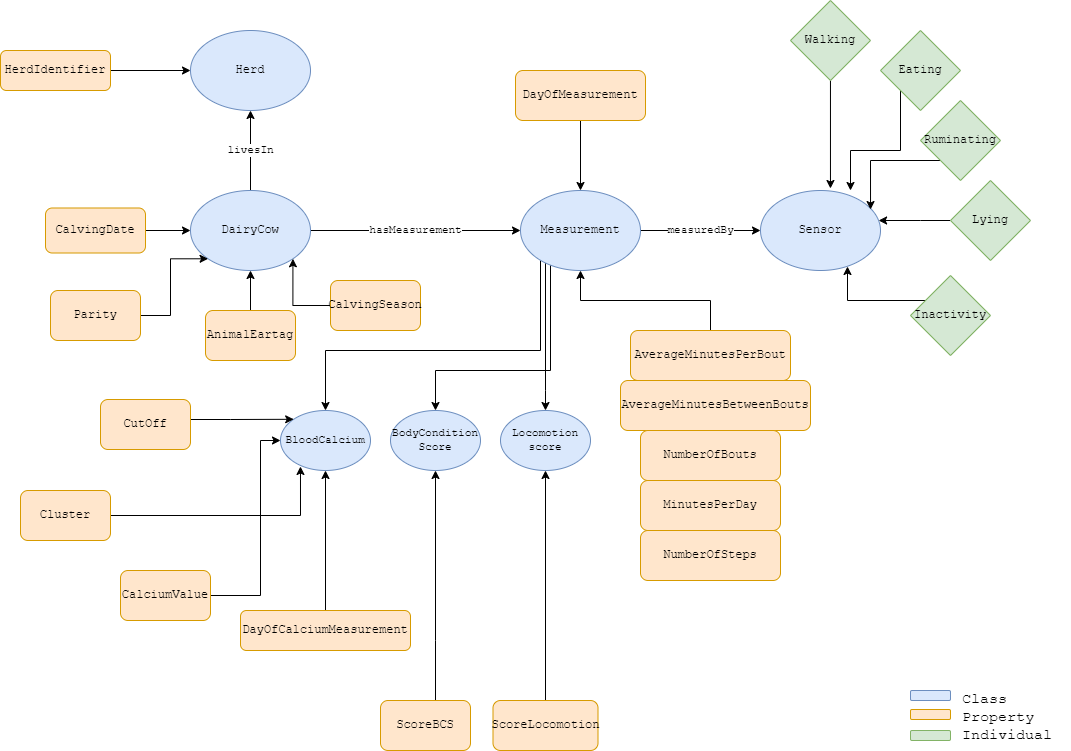 Walking
HerdIdentifier
Herd
Eating
DayOfMeasurement
Ruminating
livesIn
CalvingDate
DairyCow
hasMeasurement
Measurement
measuredBy
Sensor
Lying
Parity
AnimalEartag
CalvingSeason
Inactivity
AverageMinutesPerBout
AverageMinutesBetweenBouts
CutOff
BloodCalcium
BodyCondition
Score
Locomotion
score
NumberOfBouts
Cluster
MinutesPerDay
NumberOfSteps
CalciumValue
DayOfCalciumMeasurement
ScoreBCS
ScoreLocomotion
Class
Property
Individual